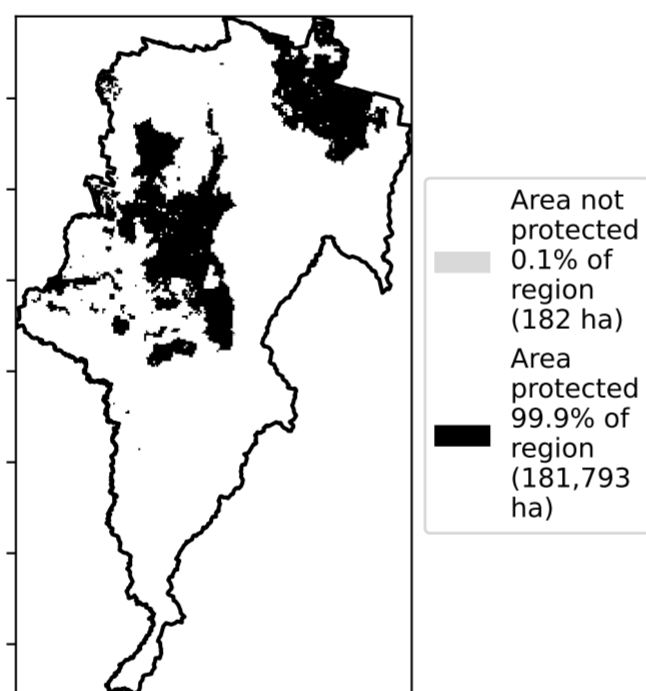 Area not
protected
0.1% of
region
(182 ha)
Area
protected
99.9% of
region
(181,793
ha)